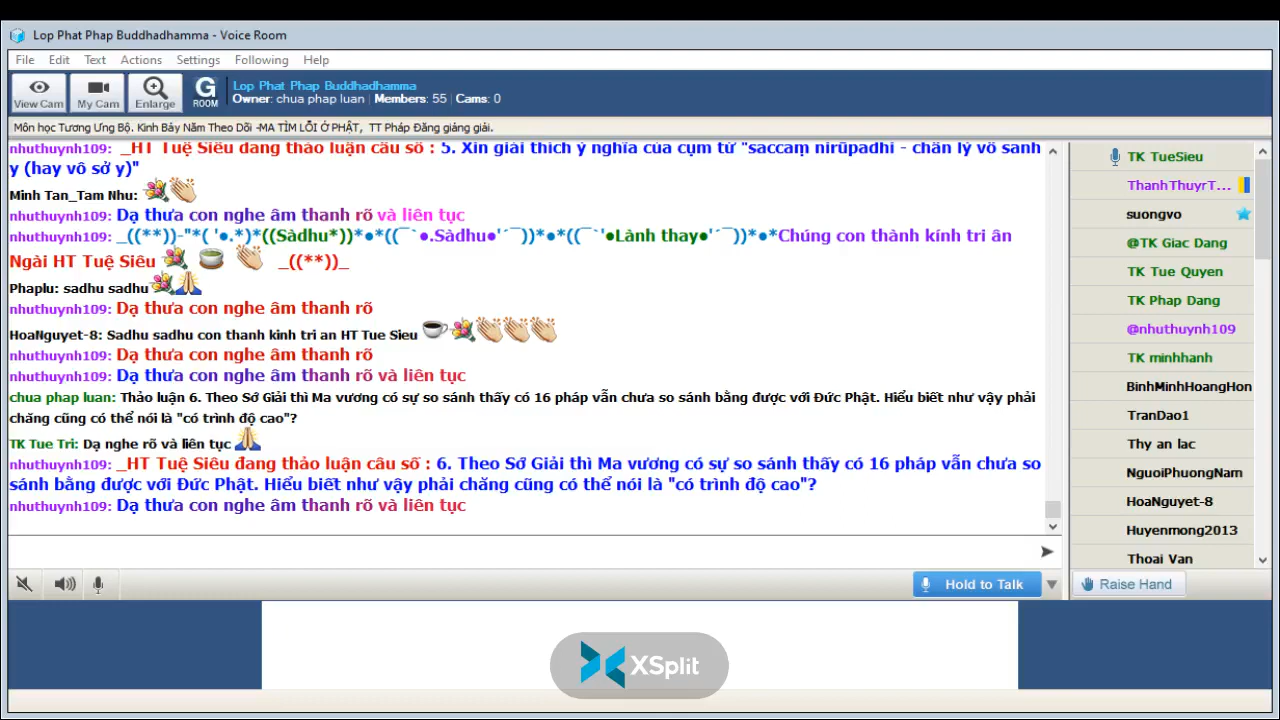 Lop Phat Phap Buddhadhamma - Voice Room
File Edit Text Actions Settings Following Help
View Cam My Cam Enlarge G ROOM
Lop Phat Phap Buddhadhamma
Owner: chua phap luan | Members: 55 | Cams: 0
Môn học Tương Ưng Bộ. Kinh Bảy Năm Theo Dõi -MA TÌM LỖI Ở PHẬT, TT Pháp Đăng giảng giải.
nhuthuynh109: _HT Tuệ Siêu đang thảo luận câu số : 5. Xin giải thích ý nghĩa của cụm từ "saccaṃ nirūpadhi - chân lý vô sanh
y (hay vô sở y)"
Minh Tan_Tam Nhu:
nhuthuynh109: Dạ thưa con nghe âm thanh rõ và liên tục
nhuthuynh109: _((**))-"*( '●.*)*((Sàdhu*))*●*((¯`●.Sàdhu●'´¯))*●*((¯`'●Lành thay●'´¯))*●*Chúng con thành kính tri ân
Ngài HT Tuệ Siêu _((**))_
Phaplu: sadhu sadhu
nhuthuynh109: Dạ thưa con nghe âm thanh rõ
HoaNguyet-8: Sadhu sadhu con thanh kinh tri an HT Tue Sieu
nhuthuynh109: Dạ thưa con nghe âm thanh rõ
nhuthuynh109: Dạ thưa con nghe âm thanh rõ và liên tục
chua phap luan: Thảo luận 6. Theo Sớ Giải thì Ma vương có sự so sánh thấy có 16 pháp vẫn chưa so sánh bằng được với Đức Phật. Hiểu biết như vậy phải
chăng cũng có thể nói là "có trình độ cao"?
TK Tue Tri: Dạ nghe rõ và liên tục
nhuthuynh109: _HT Tuệ Siêu đang thảo luận câu số : 6. Theo Sớ Giải thì Ma vương có sự so sánh thấy có 16 pháp vẫn chưa so
sánh bằng được với Đức Phật. Hiểu biết như vậy phải chăng cũng có thể nói là "có trình độ cao"?
nhuthuynh109: Dạ thưa con nghe âm thanh rõ và liên tục
TK TueSieu
ThanhThuyrT...
suongvo
@TK Giac Dang
TK Tue Quyen
TK Phap Dang
@nhuthuynh109
TK minhhanh
BinhMinhHoangHon
TranDao1
Thy an lac
NguoiPhuongNam
HoaNguyet-8
Huyenmong2013
Thoai Van
Hold to Talk
Raise Hand
XSplit